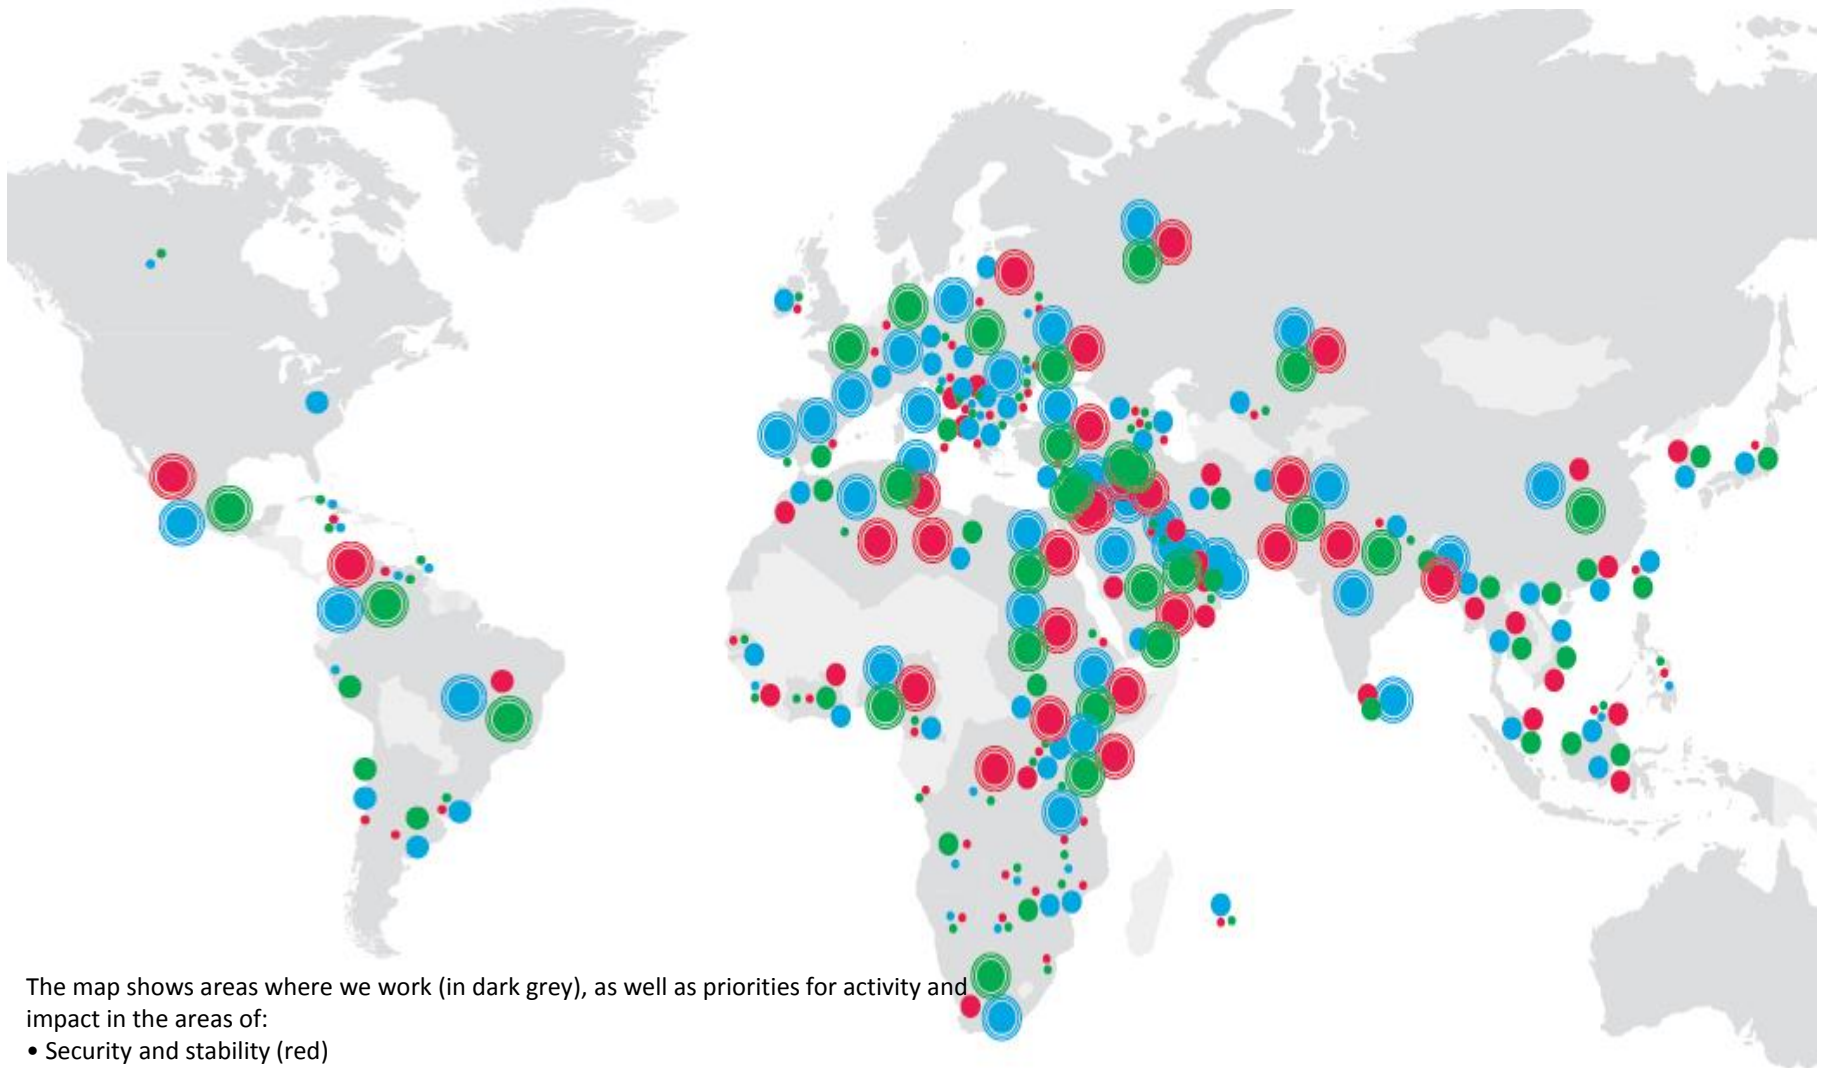 The map shows areas where we work (in dark grey), as well as priorities for activity and
impact in the areas of:
• Security and stability (red)